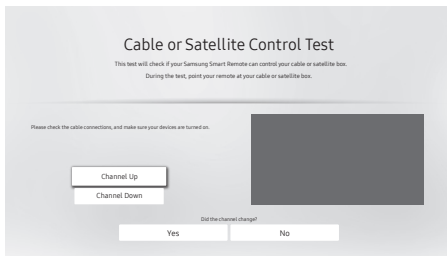 Cable or Satellite Control Test
This test will check if your Samsung Smart Remote can control your cable or satellite box.
During the test, point your remote at your cable or satellite box.
Please check the cable connections, and make sure your devices are turned on.
Channel Up
Channel Down
Did the channel change?
Yes
No